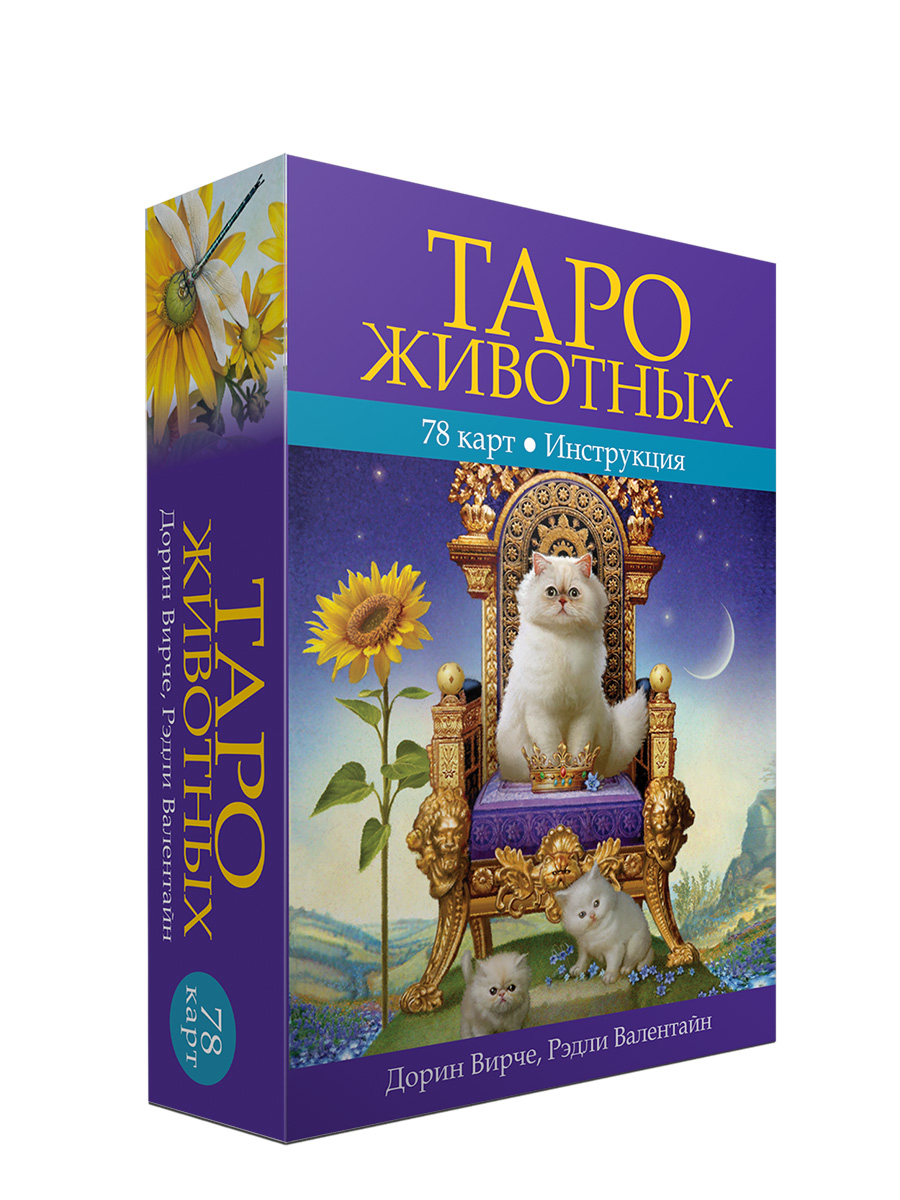 ТАРО
ЖИВОТНЫХ
78 карт • Инструкция
Дорин Вирче, Рэдли Валентайн
ТАРО
ЖИВОТНЫХ
Дорин Вирче, Рэдли Валентайн
78
карт